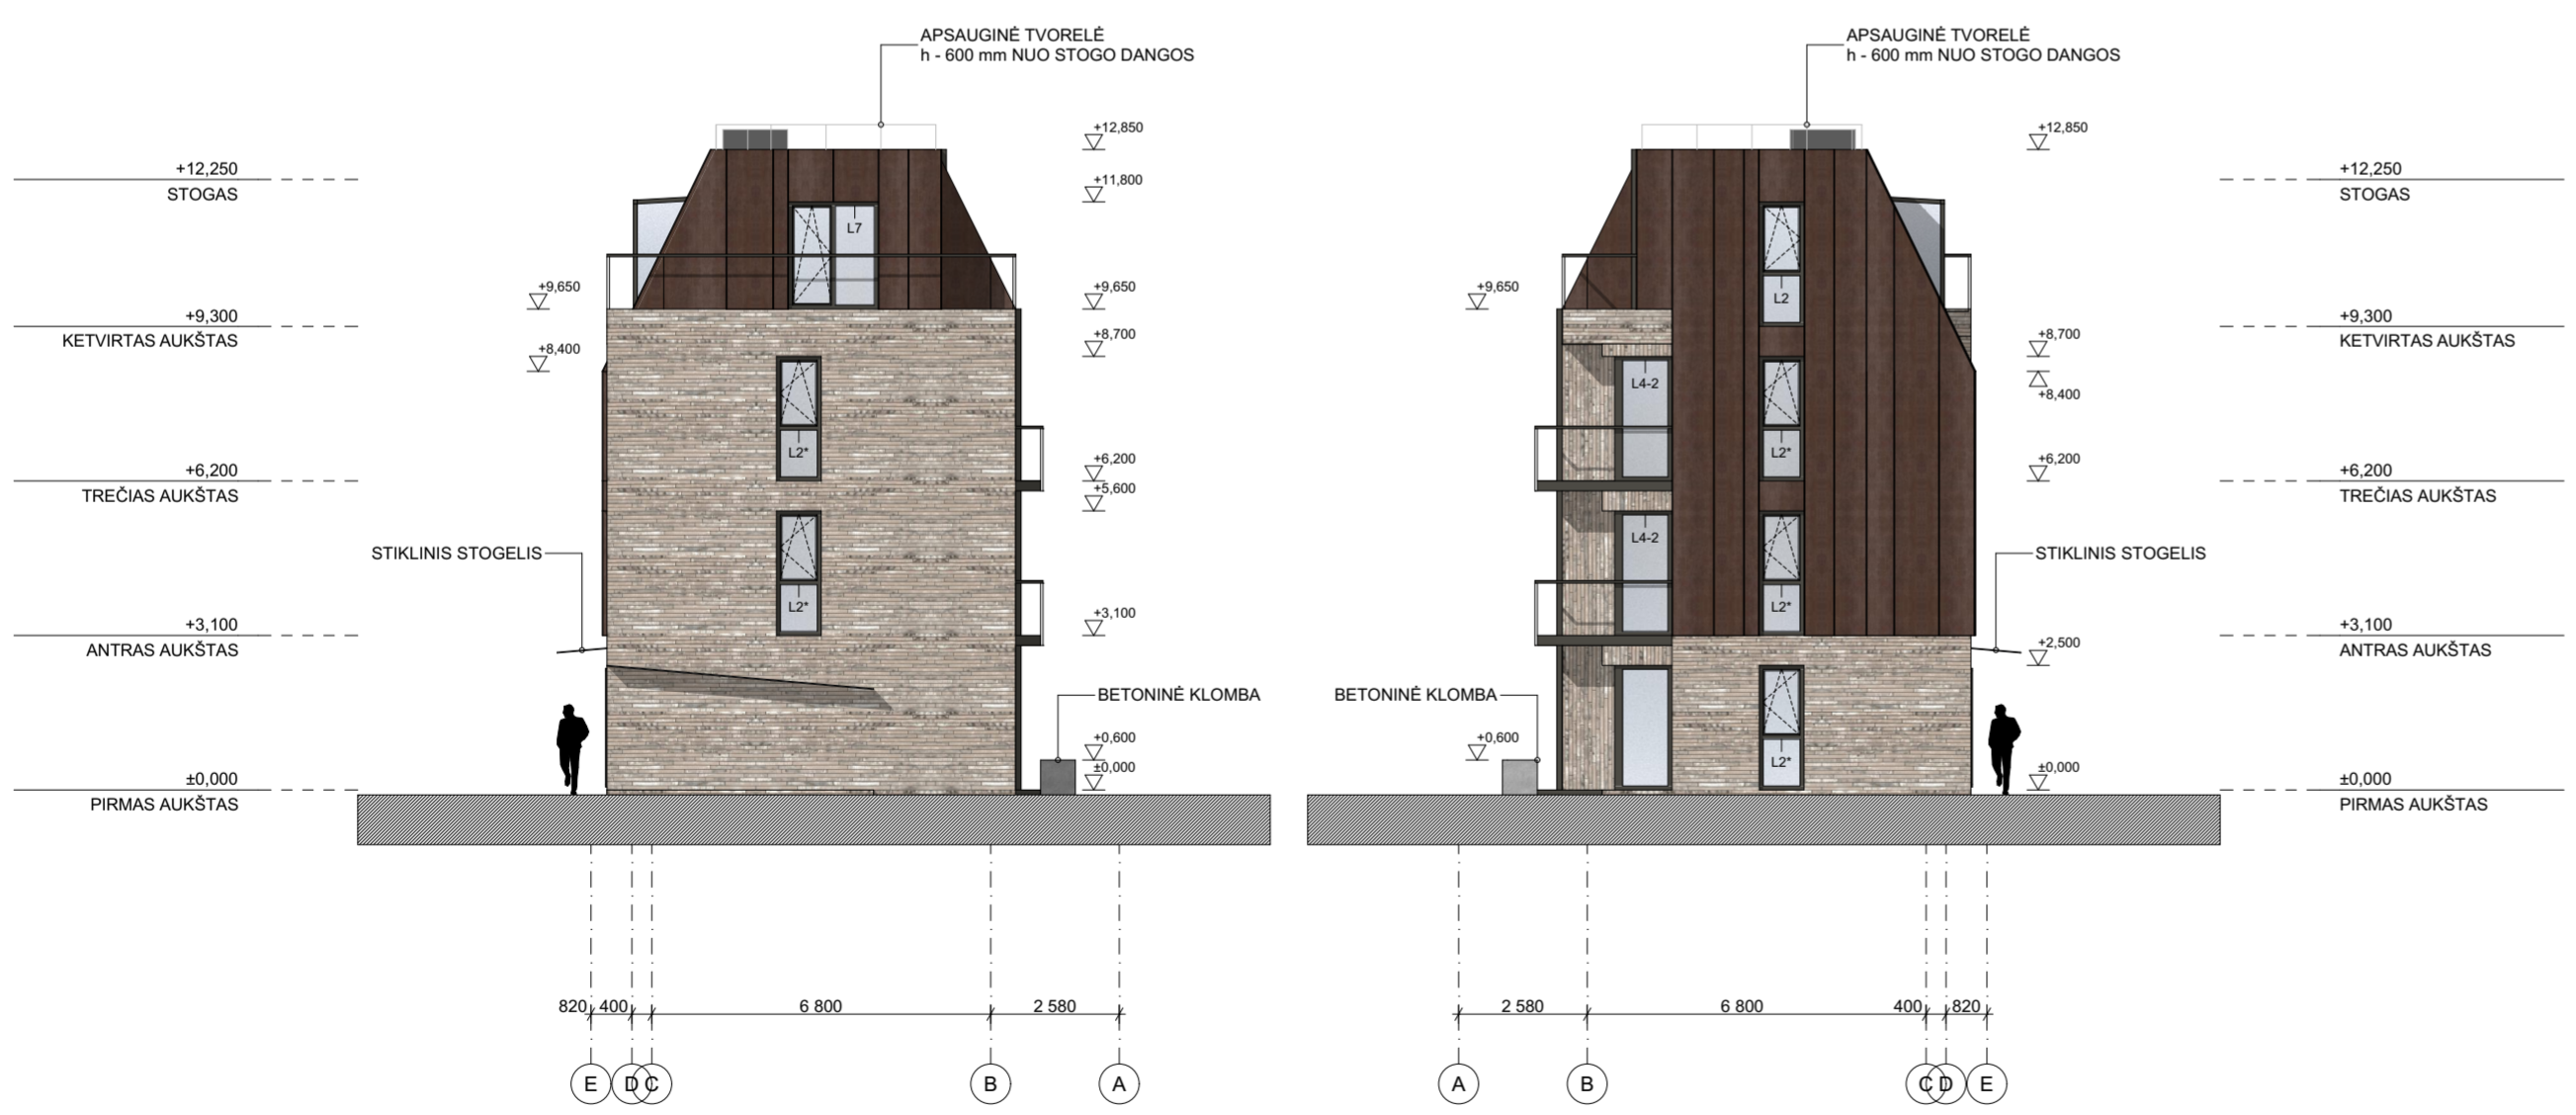 APSAUGINĖ TVORELĖ
h - 600 mm NUO STOGO DANGOS
+12,850
+12,250
STOGAS
+11,800
L7
+9,650
+9,650
+9,300
KETVIRTAS AUKŠTAS
+8,700
+8,400
L2*
+6,200
TREČIAS AUKŠTAS
+6,200
+5,600
STIKLINIS STOGELIS
L2*
+3,100
ANTRAS AUKŠTAS
+3,100
BETONINĖ KLOMBA
+0,600
±0,000
±0,000
PIRMAS AUKŠTAS
820 400 6 800 2 580
E D C B A
APSAUGINĖ TVORELĖ
h - 600 mm NUO STOGO DANGOS
+12,850
+12,250
STOGAS
L2
+9,650
+9,300
KETVIRTAS AUKŠTAS
+8,700
+8,400
L4-2
L2*
+6,200
+6,200
TREČIAS AUKŠTAS
L4-2
STIKLINIS STOGELIS
L2*
+3,100
ANTRAS AUKŠTAS
+2,500
BETONINĖ KLOMBA
+0,600
L2*
±0,000
±0,000
PIRMAS AUKŠTAS
2 580 6 800 400 820
A B C D E